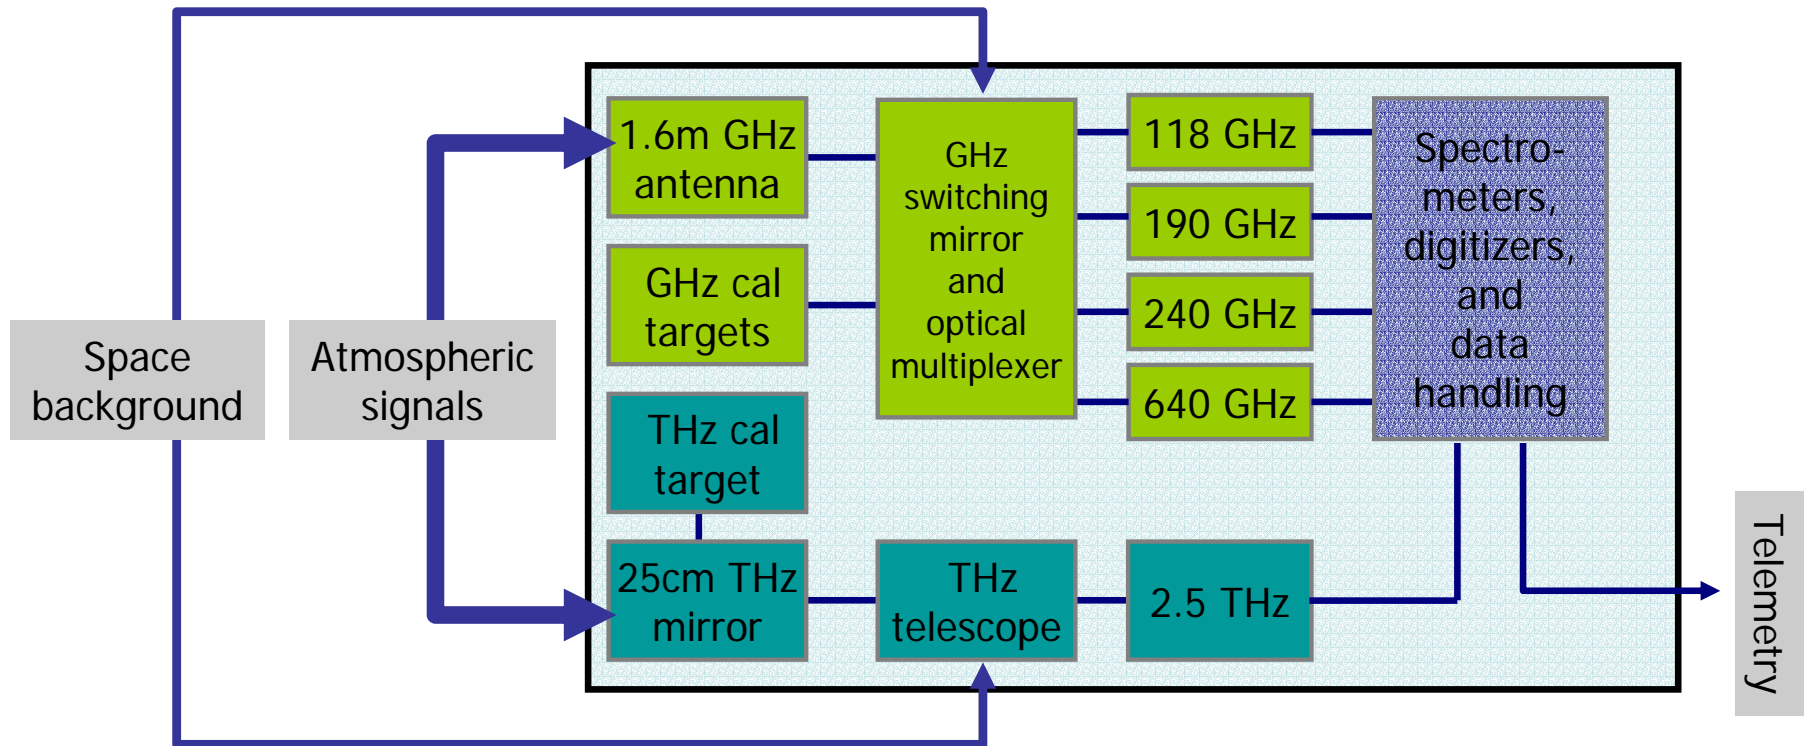 Space
background
Atmospheric
signals
1.6m GHz
antenna
GHz cal
targets
THz cal
target
25cm THz
mirror
GHz
switching
mirror
and
optical
multiplexer
THz
telescope
118 GHz
190 GHz
240 GHz
640 GHz
2.5 THz
Spectro-
meters,
digitizers,
and
data
handling
Telemetry